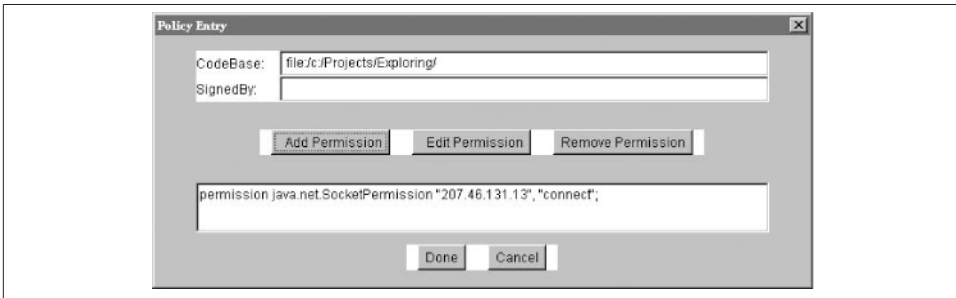 Policy Entry
CodeBase: file:/c:/Projects/Exploring/
SignedBy:
Add Permission Edit Permission Remove Permission
permission java.net.SocketPermission "207.46.131.13", "connect";
Done Cancel